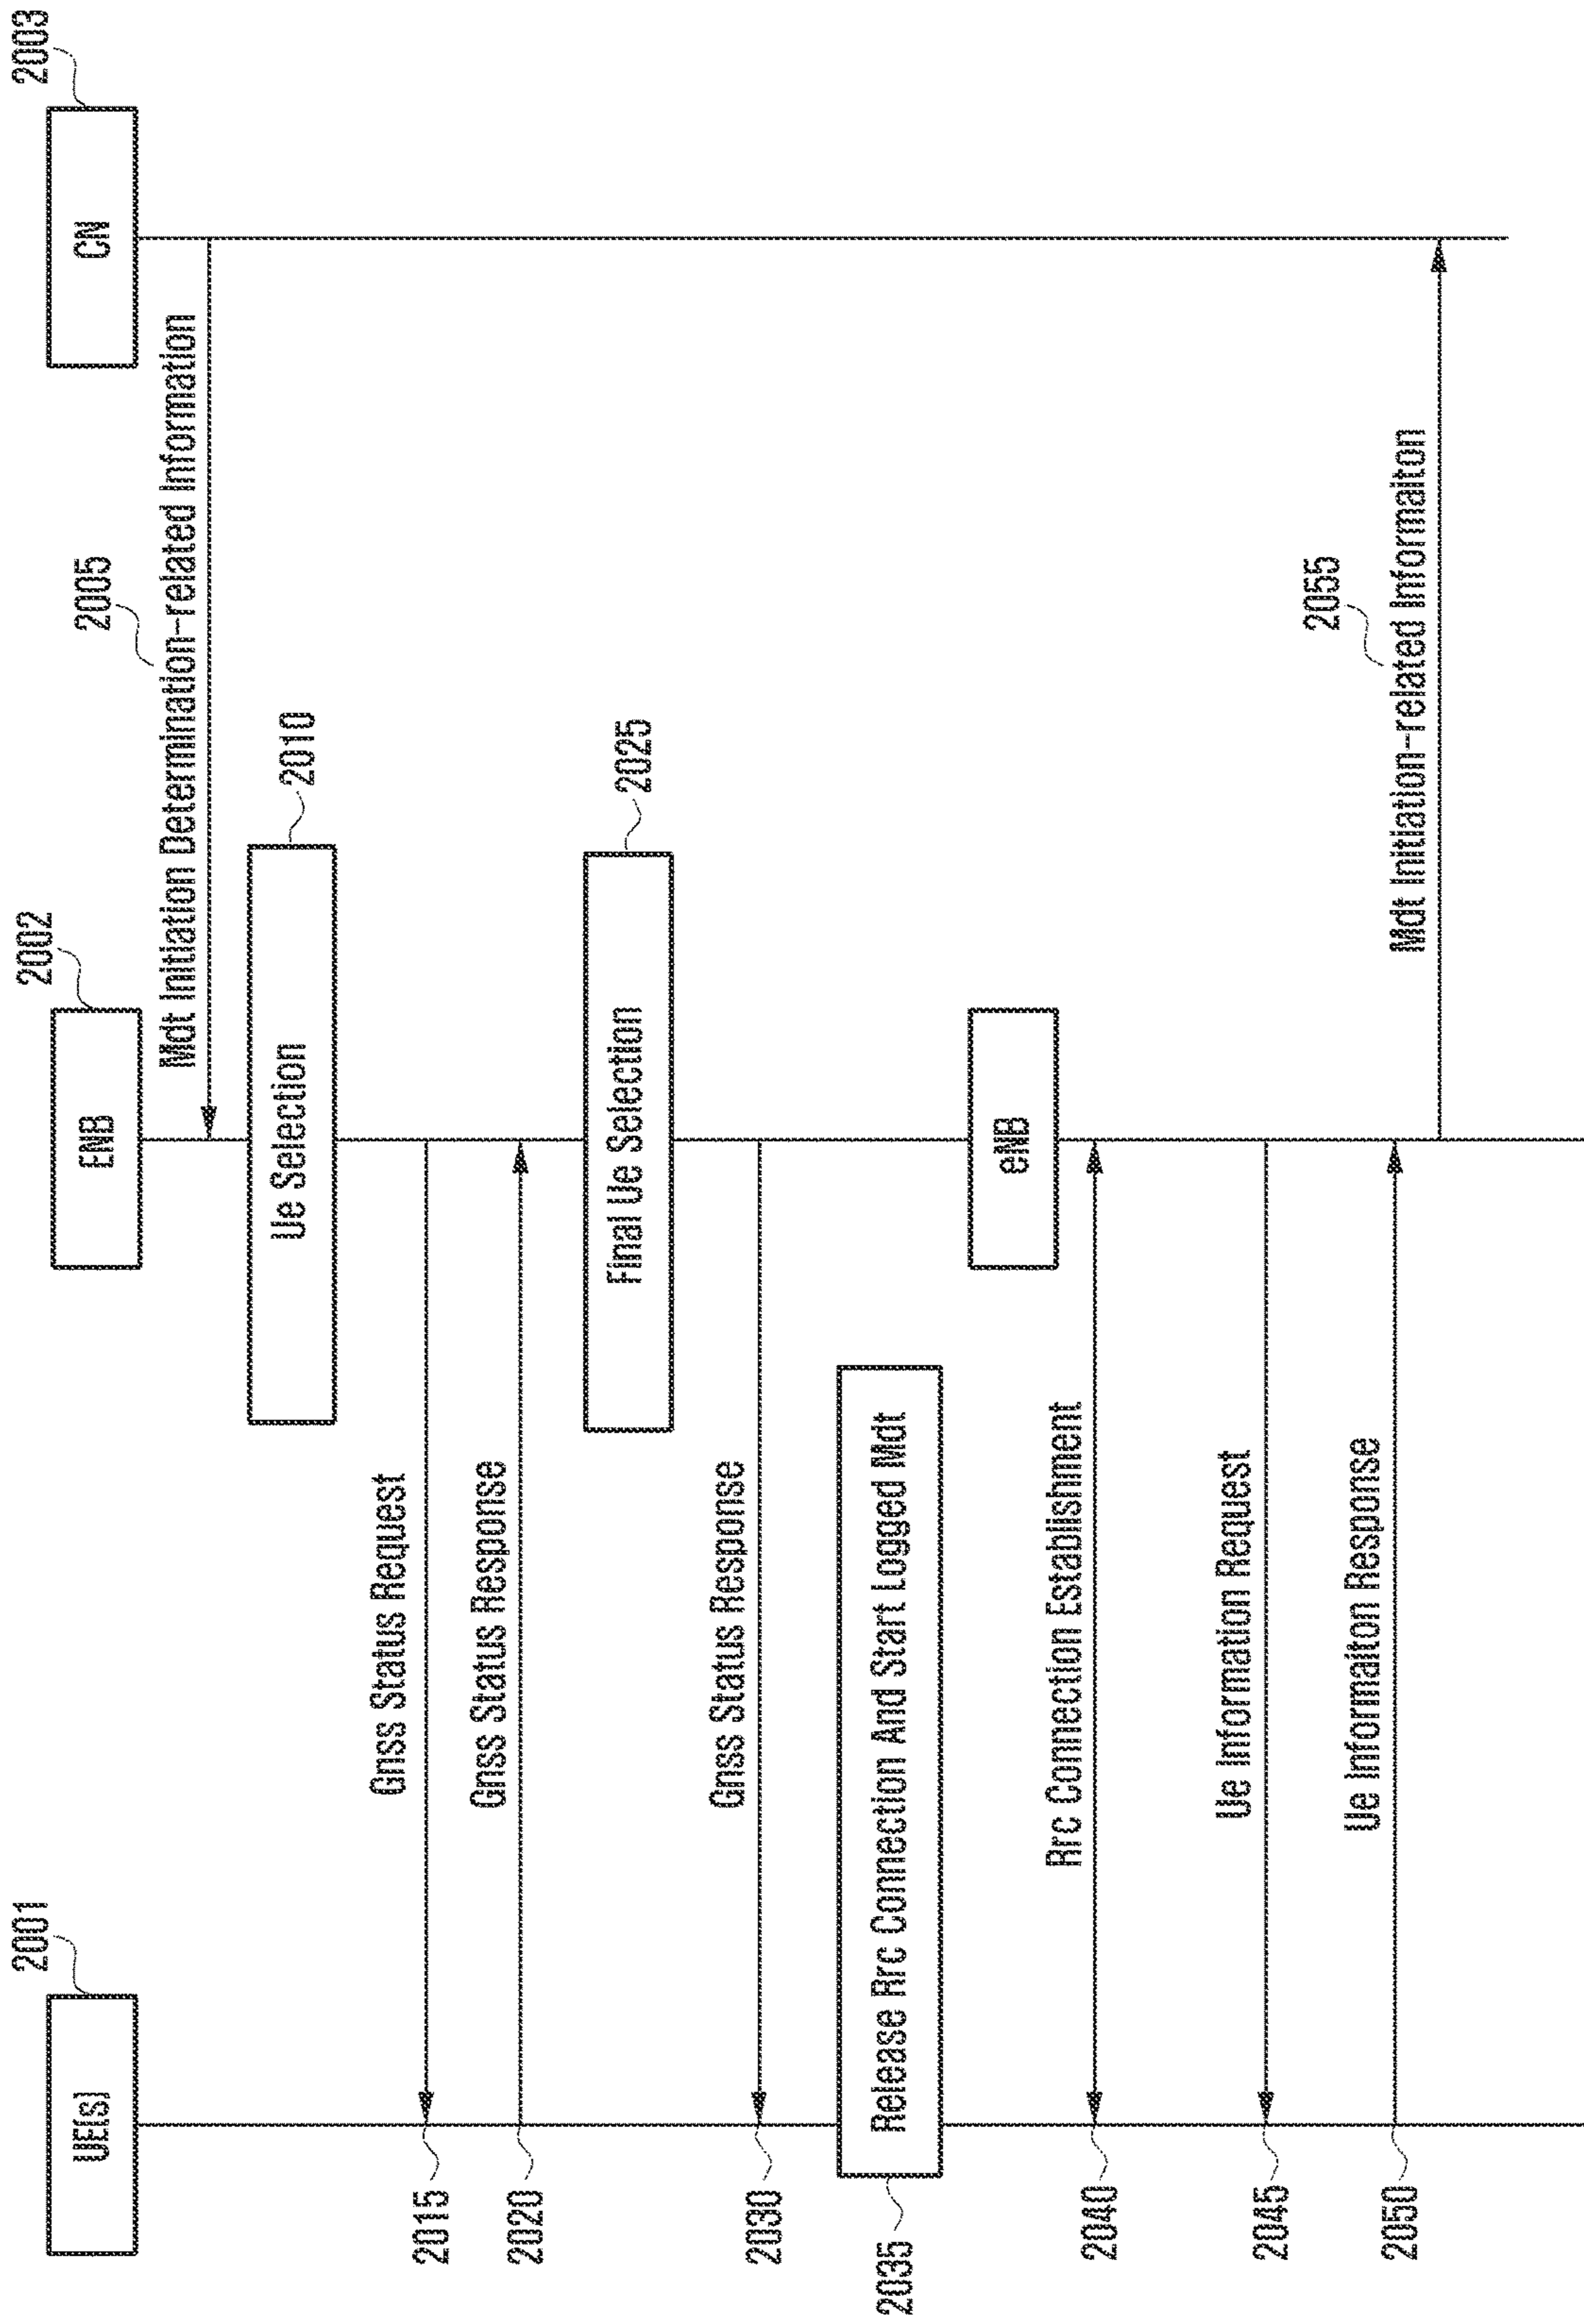 2001
2002
2003
UE(s)
ENB
CN
2005
Mdt Initiation Determination-related Information
Ue Selection
2010
Gnss Status Request
2015
Gnss Status Response
2020
Final Ue Selection
2025
Gnss Status Response
2030
Release Rrc Connection And Start Logged Mdt
2035
eNB
Rrc Connection Establishment
2040
Ue Information Request
2045
Ue Informaiton Response
2050
2055
Mdt Initiation-related Informaiton